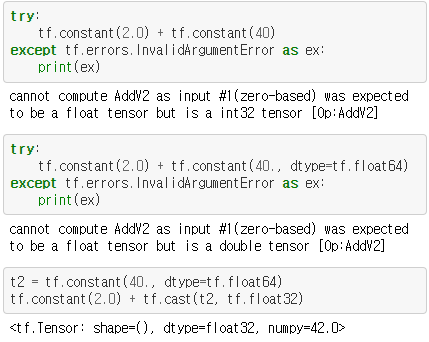 try:
    tf.constant(2.0) + tf.constant(40)
except tf.errors.InvalidArgumentError as ex:
    print(ex)
cannot compute AddV2 as input #1(zero-based) was expected
to be a float tensor but is a int32 tensor [Op:AddV2]
try:
    tf.constant(2.0) + tf.constant(40., dtype=tf.float64)
except tf.errors.InvalidArgumentError as ex:
    print(ex)
cannot compute AddV2 as input #1(zero-based) was expected
to be a float tensor but is a double tensor [Op:AddV2]
t2 = tf.constant(40., dtype=tf.float64)
tf.constant(2.0) + tf.cast(t2, tf.float32)
<tf.Tensor: shape=(), dtype=float32, numpy=42.0>